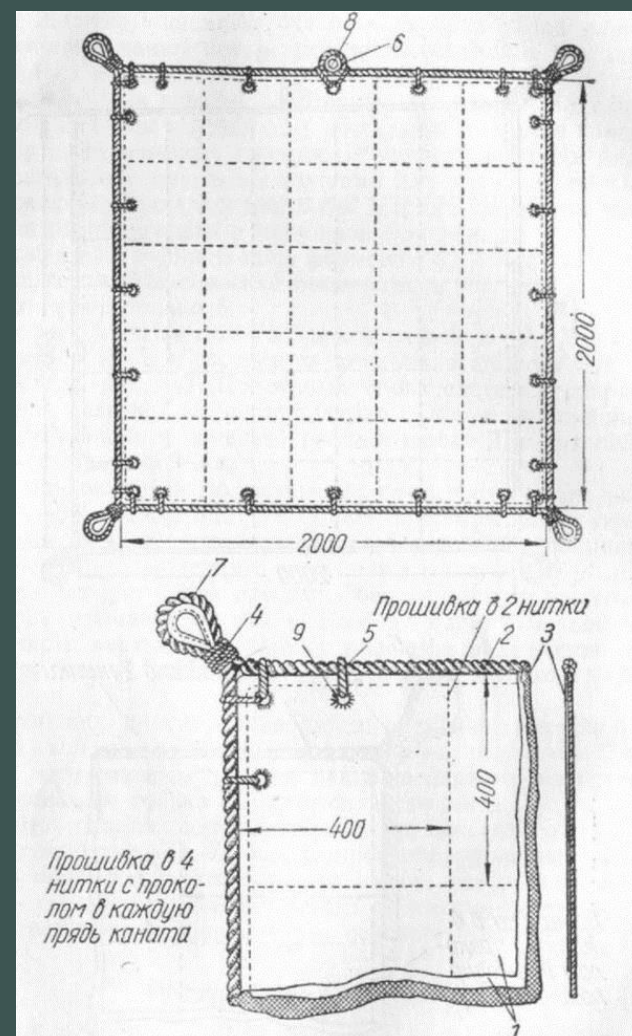 8
6
2000
2000
7
4
9
5
Прошивка в 2 нитки
2
3
400
400
Прошивка в 4
нитки с проко-
лом в каждую
прядь каната
1